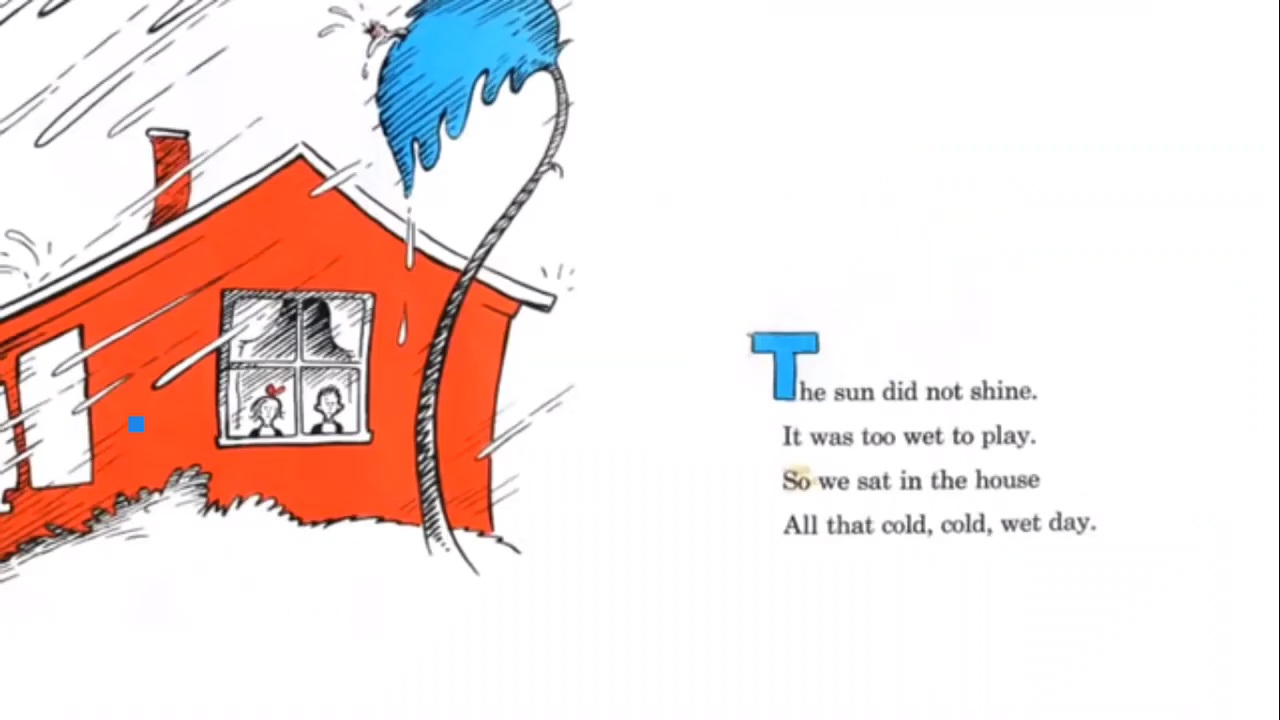 The sun did not shine.
It was too wet to play.
So we sat in the house
All that cold, cold, wet day.